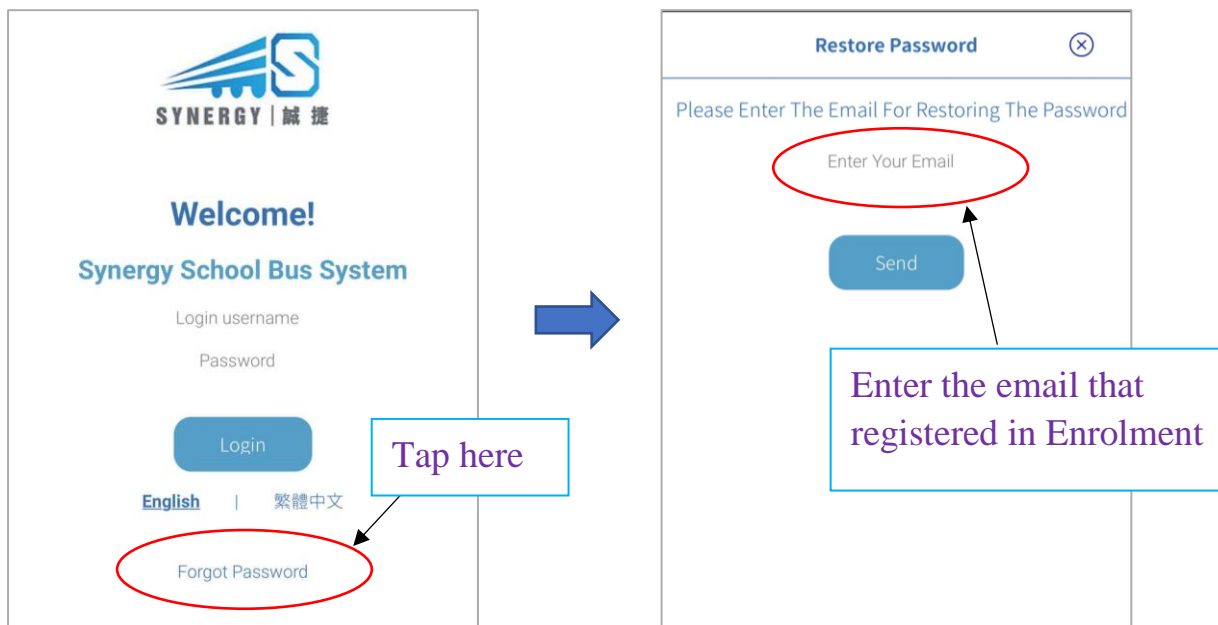 SYNERGY | 誠 捷
Welcome!
Synergy School Bus System
Login username
Password
Login
English | 繁體中文
Forgot Password
Tap here
Restore Password
Please Enter The Email For Restoring The Password
Enter Your Email
Send
Enter the email that
registered in Enrolment